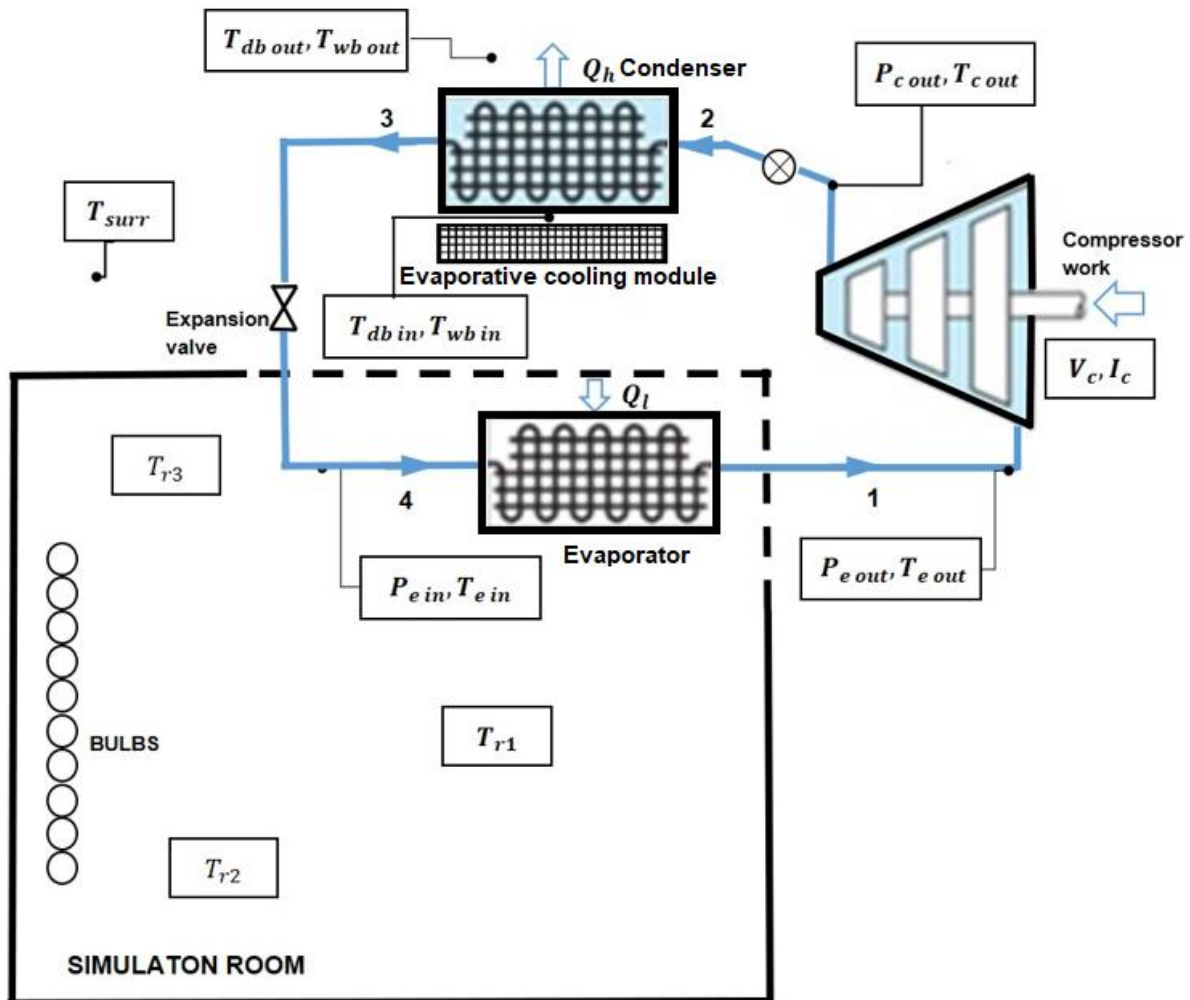 T_db out, T_wb out
Q_h Condenser
P_c out, T_c out
3
2
T_surr
Compressor
work
Evaporative cooling module
Expansion
valve
T_db in, T_wb in
V_c, I_c
Q_l
T_r3
4
1
Evaporator
P_e in, T_e in
P_e out, T_e out
T_r1
BULBS
T_r2
SIMULATON ROOM